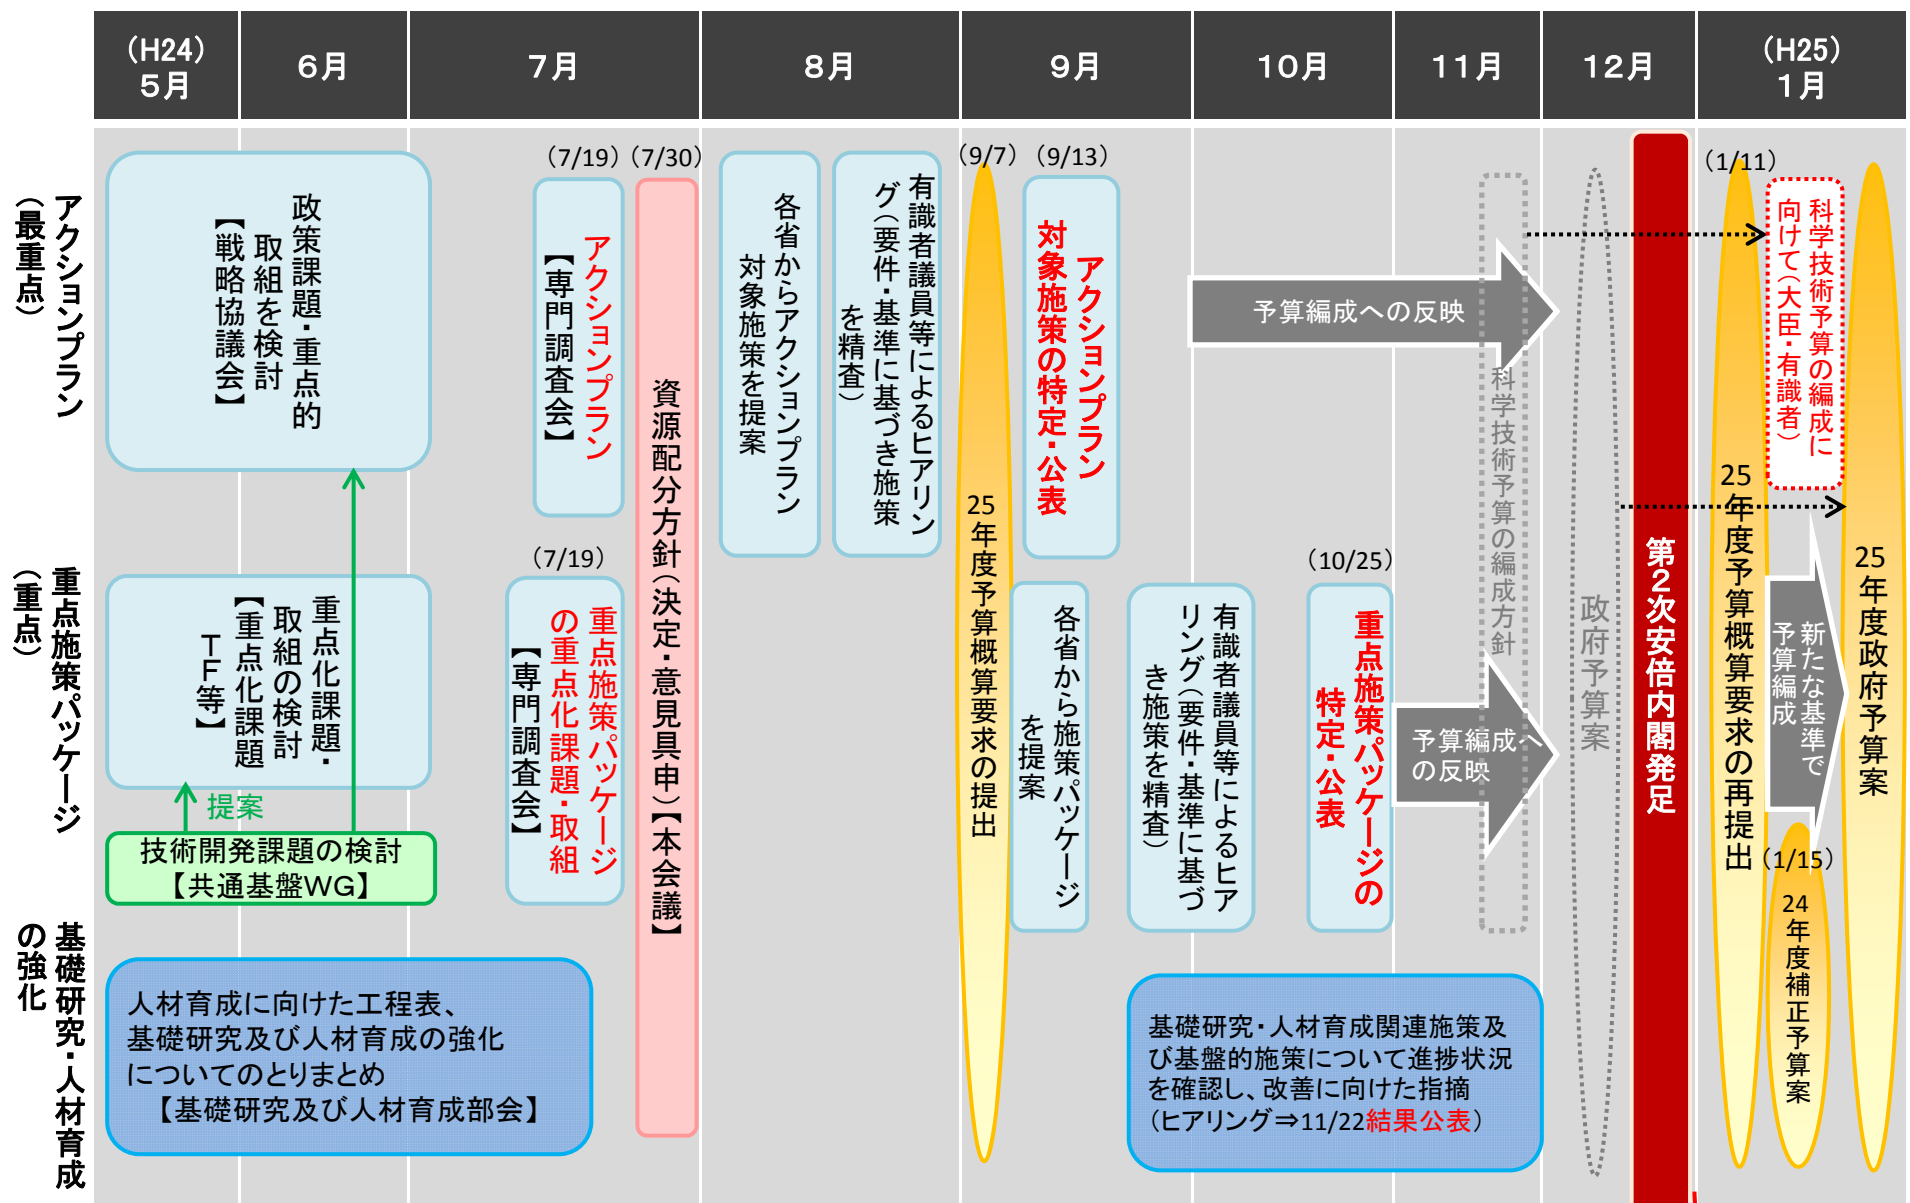 （H24）
5月
6月
7月
8月
9月
10月
11月
12月
（H25）
1月
アクションプラン
（最重点）
政策課題・重点的
取組を検討
【戦略協議会】
（7/19）
アクションプラン
【専門調査会】
（7/30）
資源配分方針（決定・意見具申）【本会議】
各省からアクションプラン
対象施策を提案
有識者議員等によるヒアリン
グ（要件・基準に基づき施策
を精査）
（9/7）
25年度予算概算要求の提出
（9/13）
アクションプラン
対象施策の特定・公表
予算編成への反映
科学技術予算の編成方針
政府予算案
第2次安倍内閣発足
（1/11）
25年度予算概算要求の再提出
科学技術予算の編成に
向けて（大臣・有識者）
25年度政府予算案
重点施策パッケージ
（重点）
重点化課題・
取組の検討
【重点化課題
TF等】
提案
技術開発課題の検討
【共通基盤WG】
（7/19）
重点施策パッケージ
の重点化課題・取組
【専門調査会】
各省から施策パッケージ
を提案
有識者議員等によるヒア
リング（要件・基準に基づ
き施策を精査）
（10/25）
重点施策パッケージの
特定・公表
予算編成へ
の反映
新たな基準で
予算編成
（1/15）
24年度補正予算案
基礎研究・人材育成
の強化
人材育成に向けた工程表、
基礎研究及び人材育成の強化
についてのとりまとめ
【基礎研究及び人材育成部会】
基礎研究・人材育成関連施策及
び基盤的施策について進捗状況
を確認し、改善に向けた指摘
（ヒアリング⇒11/22結果公表）